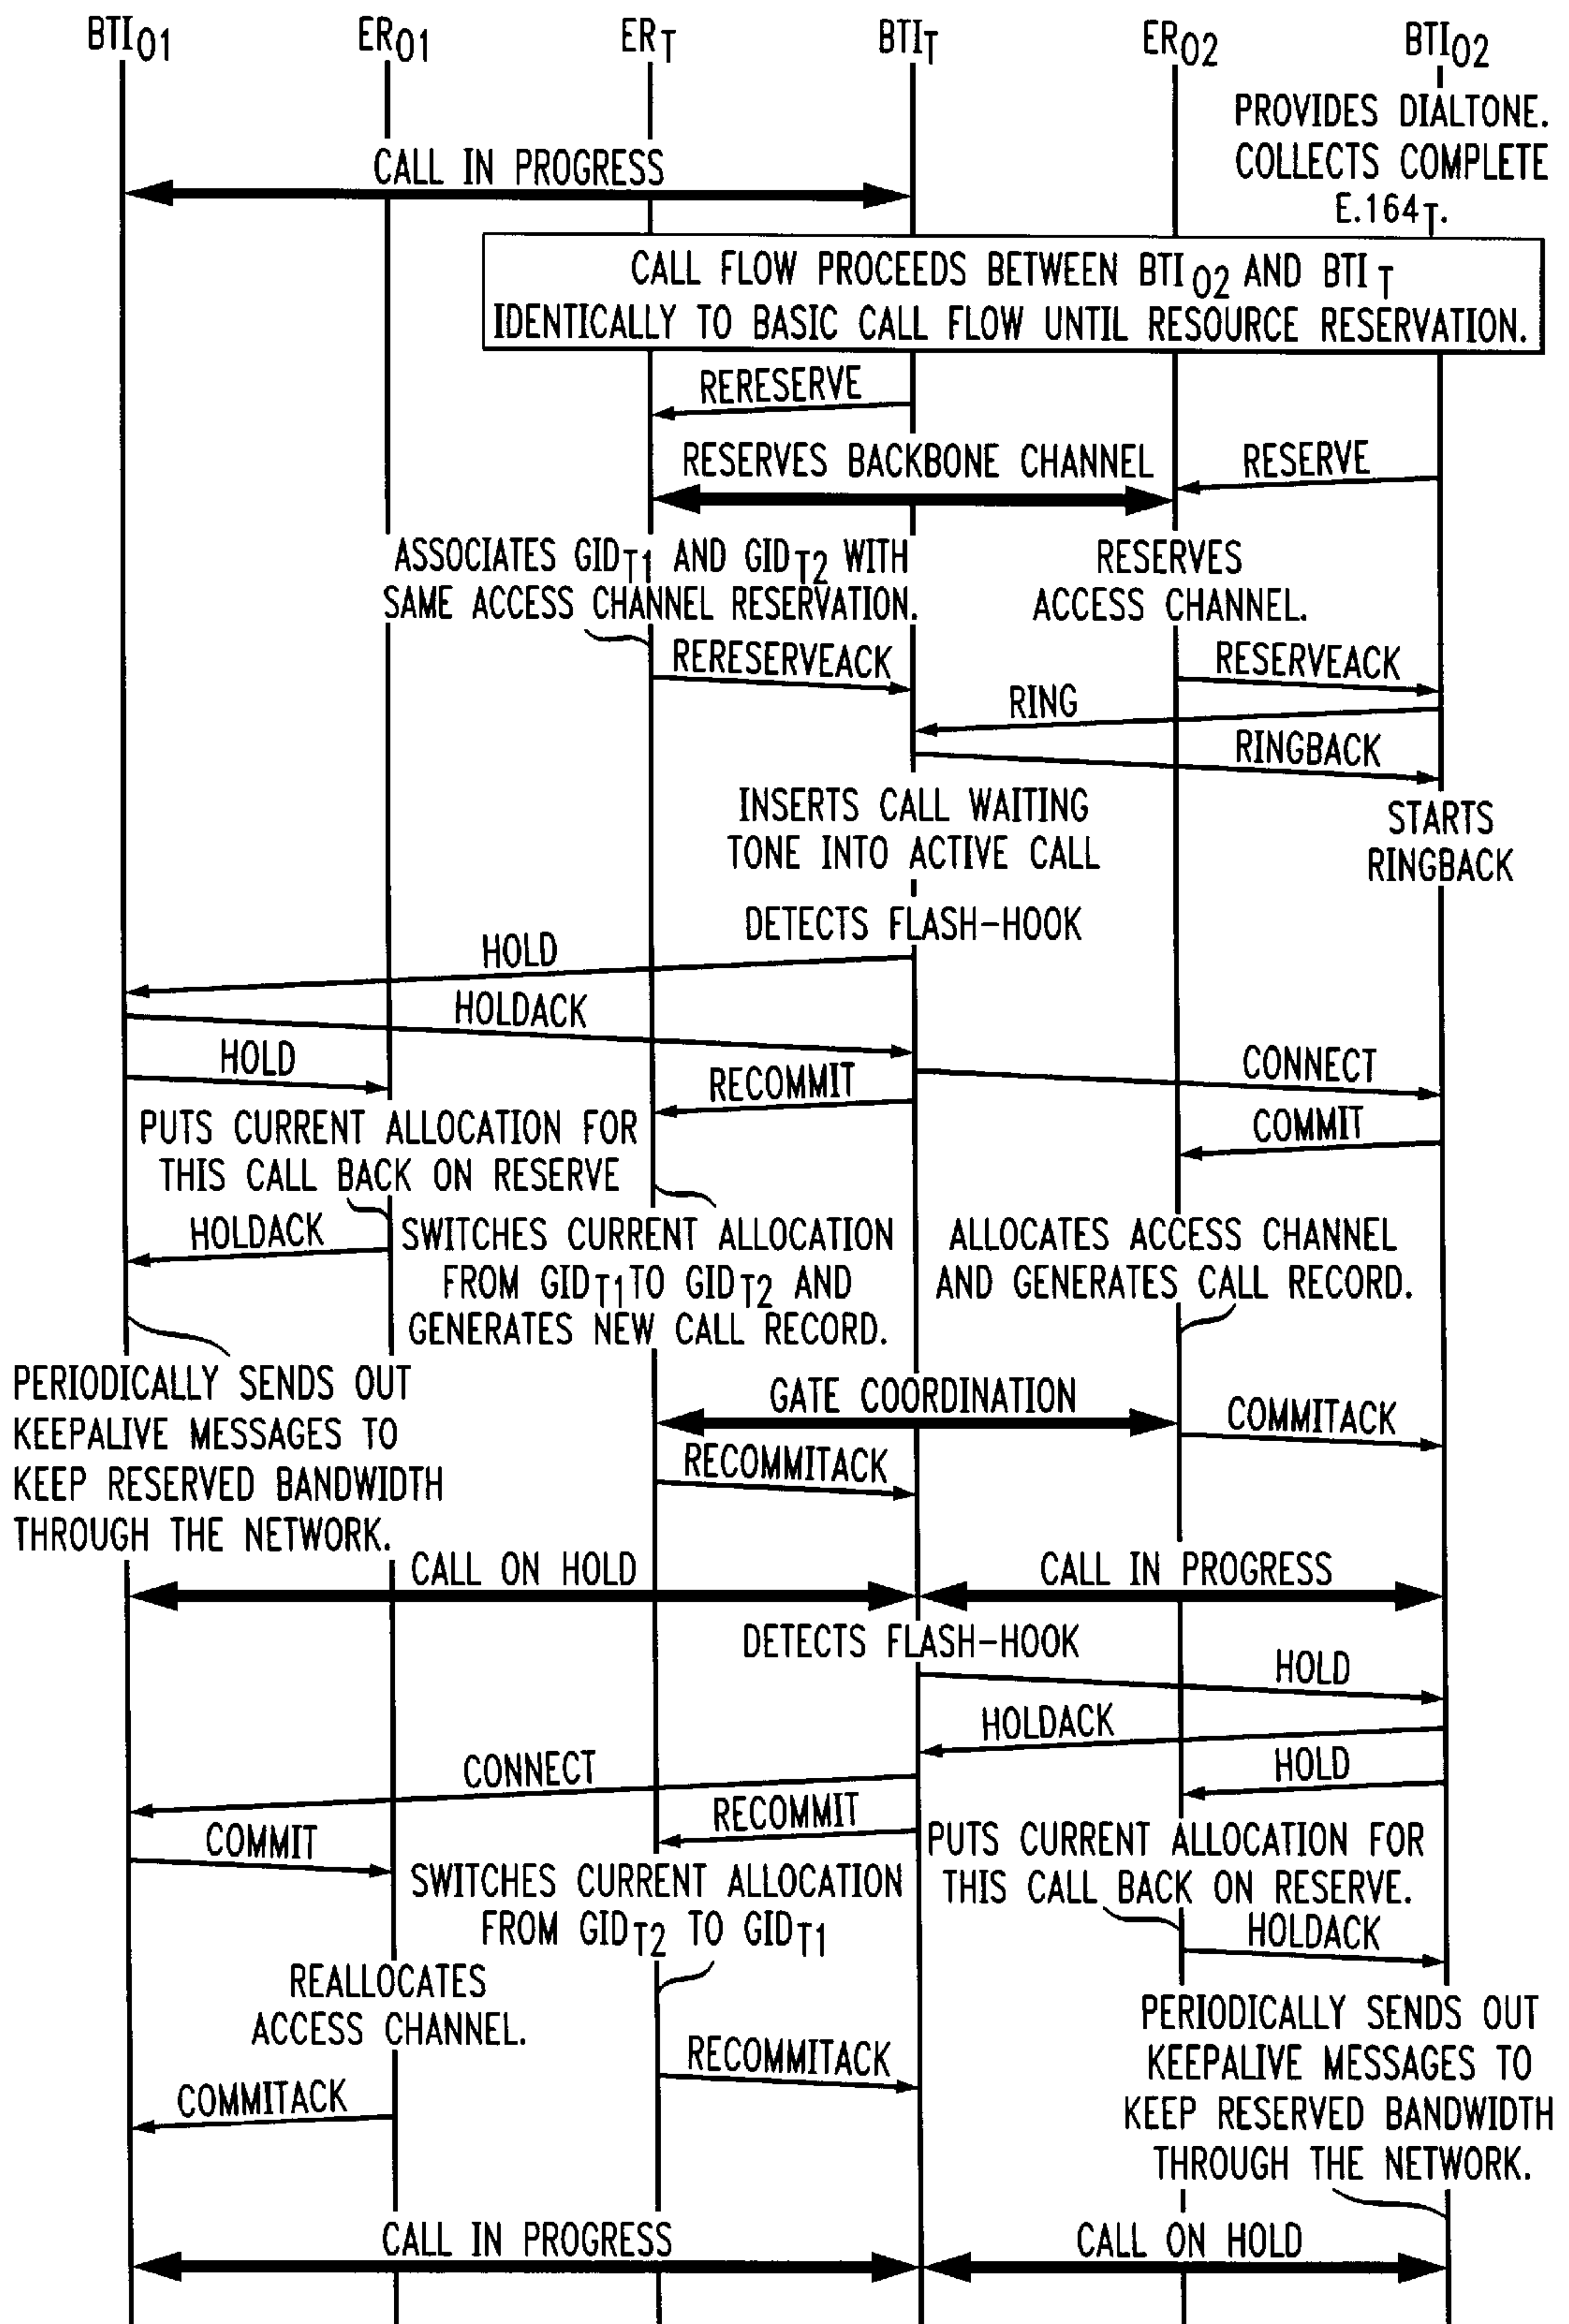 BTI01 ER01 ERT BTIT ER02 BTI02
PROVIDES DIALTONE.
COLLECTS COMPLETE
E.164T.
CALL IN PROGRESS
CALL FLOW PROCEEDS BETWEEN BTI02 AND BTIT
IDENTICALLY TO BASIC CALL FLOW UNTIL RESOURCE RESERVATION.
RERESERVE
RESERVES BACKBONE CHANNEL
RESERVE
ASSOCIATES GIDT1 AND GIDT2 WITH
SAME ACCESS CHANNEL RESERVATION.
RESERVES
ACCESS CHANNEL.
RERESERVEACK
RESERVEACK
RING
RINGBACK
INSERTS CALL WAITING
TONE INTO ACTIVE CALL
STARTS
RINGBACK
DETECTS FLASH-HOOK
HOLD
HOLDACK
HOLD
CONNECT
RECOMMIT
COMMIT
PUTS CURRENT ALLOCATION FOR
THIS CALL BACK ON RESERVE
HOLDACK
SWITCHES CURRENT ALLOCATION
FROM GIDT1 TO GIDT2 AND
GENERATES NEW CALL RECORD.
ALLOCATES ACCESS CHANNEL
AND GENERATES CALL RECORD.
PERIODICALLY SENDS OUT
KEEPALIVE MESSAGES TO
KEEP RESERVED BANDWIDTH
THROUGH THE NETWORK.
GATE COORDINATION
COMMITACK
RECOMMITACK
CALL ON HOLD
CALL IN PROGRESS
DETECTS FLASH-HOOK
HOLD
HOLDACK
HOLD
CONNECT
RECOMMIT
COMMIT
PUTS CURRENT ALLOCATION FOR
THIS CALL BACK ON RESERVE.
SWITCHES CURRENT ALLOCATION
FROM GIDT2 TO GIDT1
HOLDACK
REALLOCATES
ACCESS CHANNEL.
PERIODICALLY SENDS OUT
KEEPALIVE MESSAGES TO
KEEP RESERVED BANDWIDTH
THROUGH THE NETWORK.
RECOMMITACK
COMMITACK
CALL IN PROGRESS
CALL ON HOLD